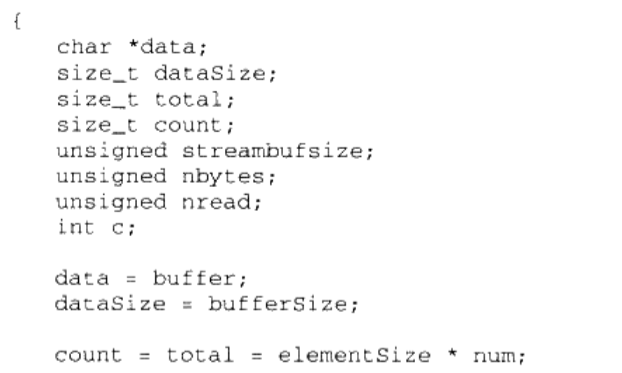 {
char *data;
size_t dataSize;
size_t total;
size_t count;
unsigned streambufsize;
unsigned nbytes;
unsigned nread;
int c;
data = buffer;
dataSize = bufferSize;
count = total = elementSize * num;